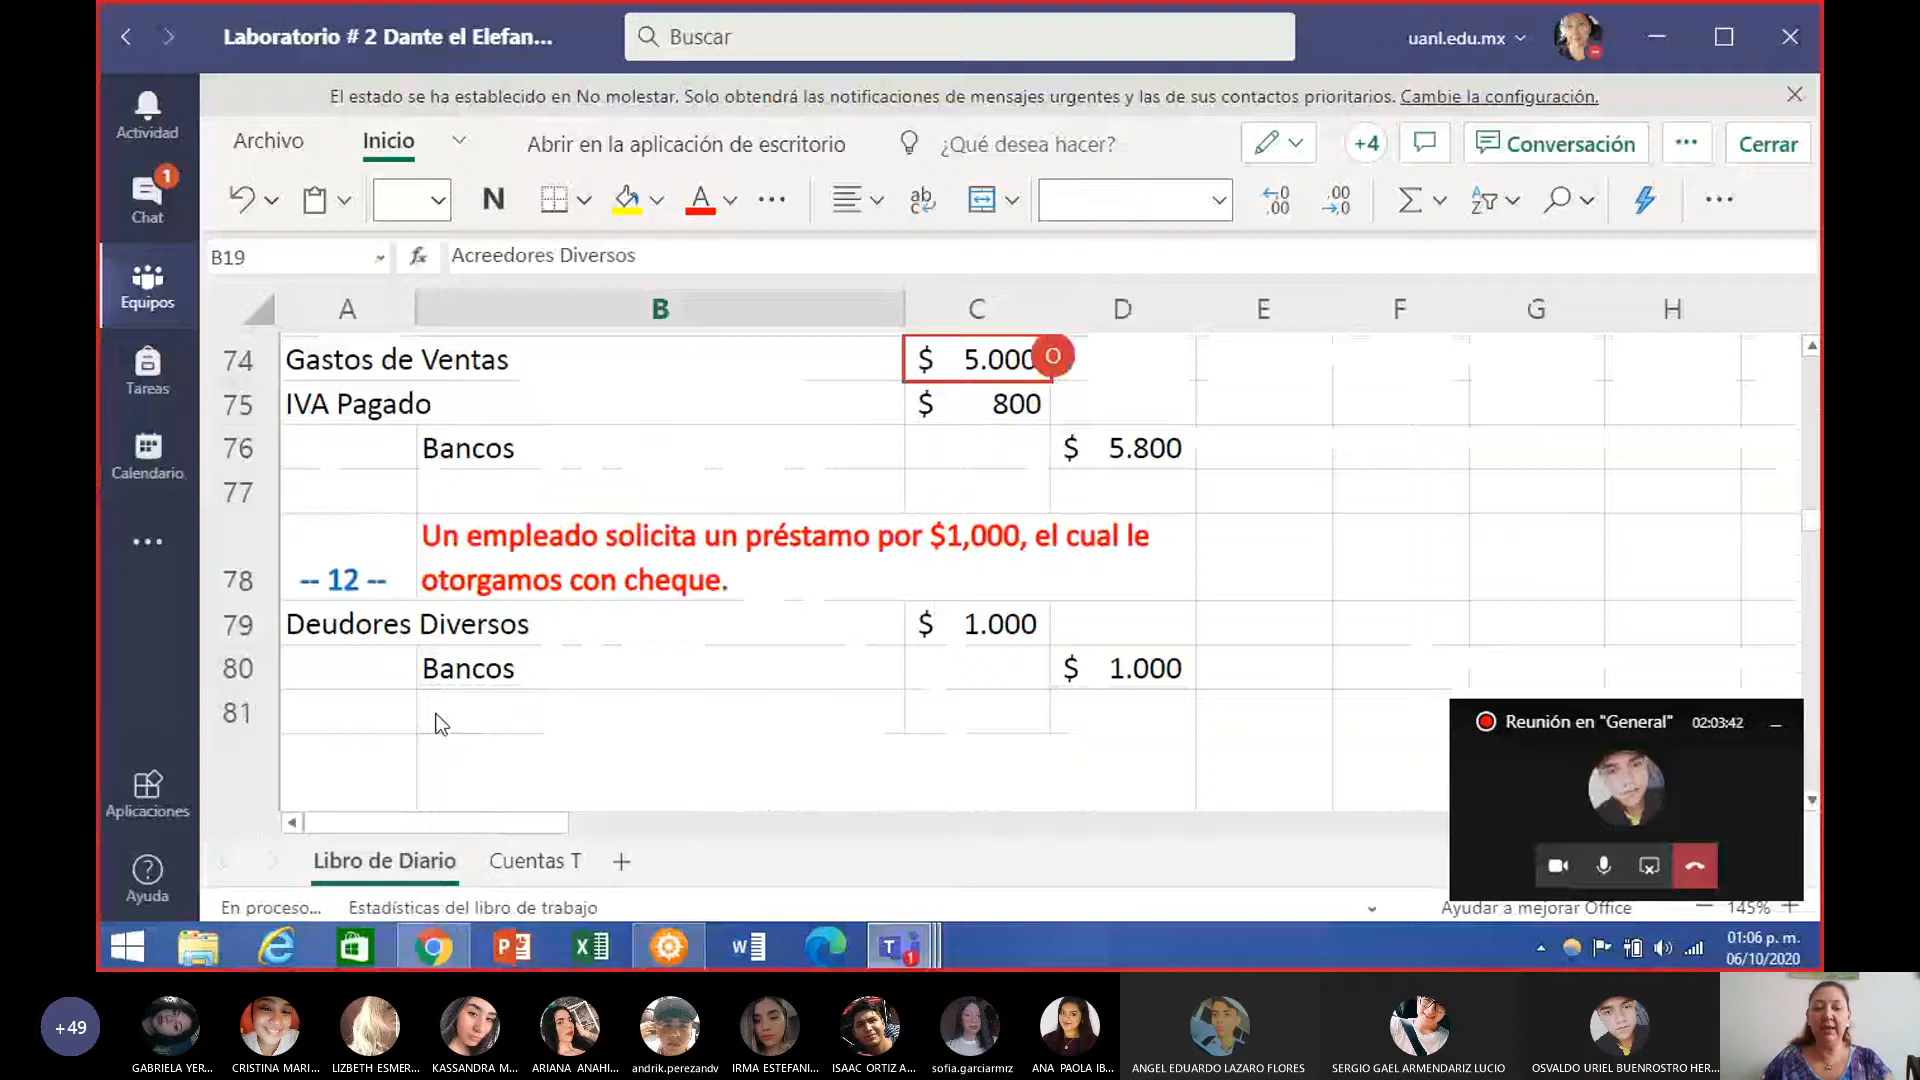 Laboratorio # 2 Dante el Elefan...
Buscar
uanl.edu.mx
El estado se ha establecido en No molestar. Solo obtendrá las notificaciones de mensajes urgentes y las de sus contactos prioritarios. Cambie la configuración.
Actividad
Archivo
Inicio
Abrir en la aplicación de escritorio
¿Qué desea hacer?
+4
Conversación
Cerrar
1
Chat
N
B19
fx
Acreedores Diversos
Equipos
A B C D E F G H
74 Gastos de Ventas $ 5.000 O
Tareas
75 IVA Pagado $ 800
76 Bancos $ 5.800
Calendario
77
Un empleado solicita un préstamo por $1,000, el cual le
78 -- 12 -- otorgamos con cheque.
79 Deudores Diversos $ 1.000
80 Bancos $ 1.000
81
Reunión en "General" 02:03:42
Aplicaciones
Libro de Diario
Cuentas T
Ayuda
En proceso...
Estadísticas del libro de trabajo
Ayudar a mejorar Office
145%
01:06 p. m.
06/10/2020
+49
GABRIELA YER...
CRISTINA MARI...
LIZBETH ESMER...
KASSANDRA M...
ARIANA ANAHI...
andrik.perezandv
IRMA ESTEFANI...
ISAAC ORTIZ A...
sofia.garciarmrz
ANA PAOLA IB...
ANGEL EDUARDO LAZARO FLORES
SERGIO GAEL ARMENDARIZ LUCIO
OSVALDO URIEL BUENROSTRO HER...